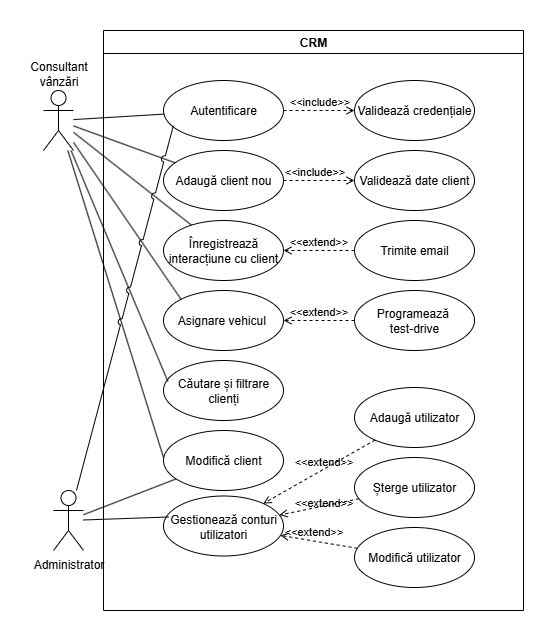 CRM
Consultant
vânzări
Autentificare
<<include>>
Validează credențiale
Adaugă client nou
<<include>>
Validează date client
Înregistrează
interacțiune cu client
<<extend>>
Trimite email
Asignare vehicul
<<extend>>
Programează
test-drive
Căutare și filtrare
clienți
Adaugă utilizator
Modifică client
<<extend>>
Șterge utilizator
<<extend>>
Gestionează conturi
utilizatori
<<extend>>
Modifică utilizator
Administrator